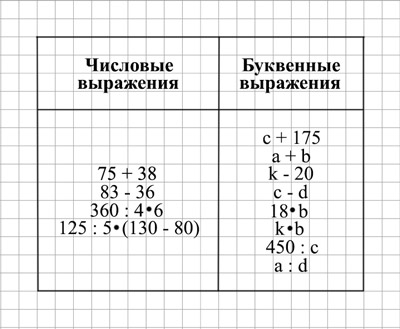 Числовые
выражения
Буквенные
выражения
75 + 38
83 - 36
360 : 4•6
125 : 5•(130 - 80)
c + 175
a + b
k - 20
c - d
18•b
k•b
450 : c
a : d